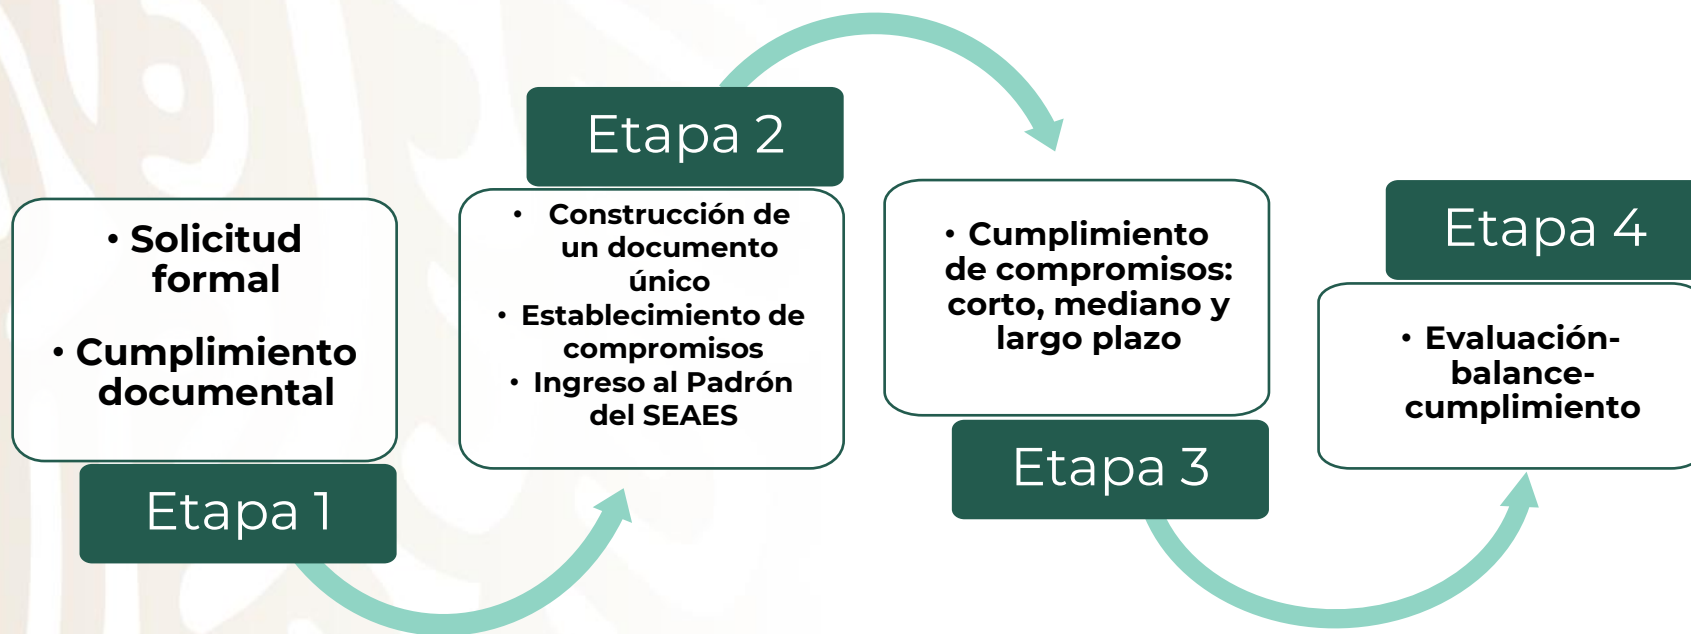 • Solicitud
formal
• Cumplimiento
documental
Etapa 1
Etapa 2
• Construcción de
un documento
único
• Establecimiento de
compromisos
• Ingreso al Padrón
del SEAES
• Cumplimiento
de compromisos:
corto, mediano y
largo plazo
Etapa 3
Etapa 4
• Evaluación-
balance-
cumplimiento